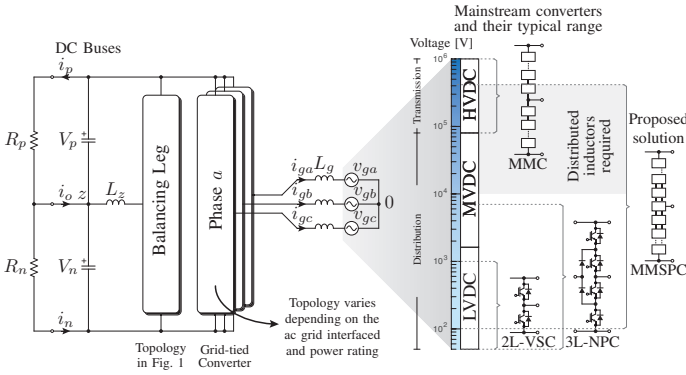 Mainstream converters
and their typical range
Voltage [V]
DC Buses
i_p
R_p
V_p
+
i_o
z
L_z
R_n
V_n
+
i_n
Balancing Leg
Phase a
Topology
in Fig. 1
Grid-tied
Converter
i_ga
L_g
v_ga
i_gb
v_gb
i_gc
v_gc
0
Topology varies
depending on the
ac grid interfaced
and power rating
Transmission
Distribution
10^6
10^5
10^4
10^3
10^2
HVDC
MVDC
LVDC
MMC
Distributed
inductors
required
Proposed
solution
MMSPC
2L-VSC
3L-NPC